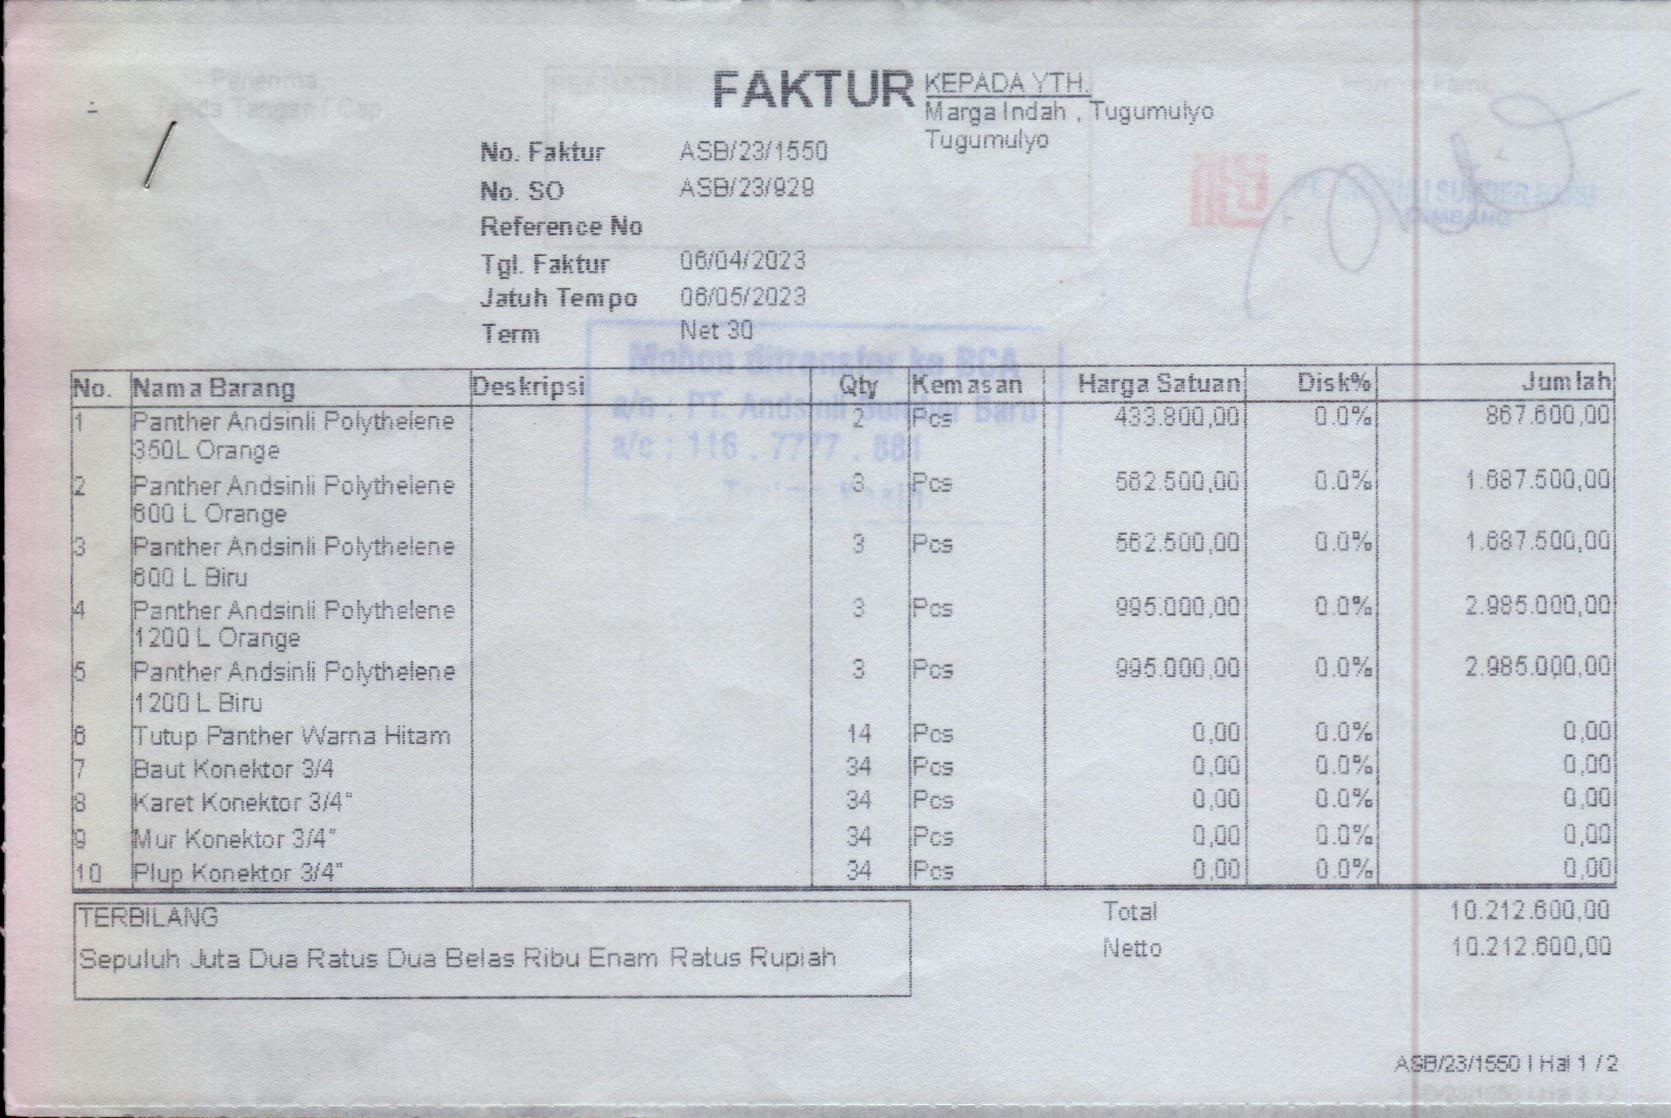 Penerima,
Tanda Tangan / Cap
FAKTUR
KEPADA YTH.
Marga Indah , Tugumulyo
Tugumulyo
No. Faktur ASB/23/1550
No. SO ASB/23/929
Reference No
Tgl. Faktur 06/04/2023
Jatuh Tempo 06/05/2023
Term Net 30
Mohon ditransfer ke BCA
a/n : PT. Andsinli Sumber Baru
a/c : 116 . 7777 . 881
Terima Kasih
No. Nama Barang Deskripsi Qty Kemasan Harga Satuan Disk% Jumlah
1 Panther Andsinli Polythelene 2 Pcs 433.800,00 0.0% 867.600,00
350L Orange
2 Panther Andsinli Polythelene 3 Pcs 562.500,00 0.0% 1.687.500,00
600 L Orange
3 Panther Andsinli Polythelene 3 Pcs 562.500,00 0.0% 1.687.500,00
600 L Biru
4 Panther Andsinli Polythelene 3 Pcs 995.000,00 0.0% 2.985.000,00
1200 L Orange
5 Panther Andsinli Polythelene 3 Pcs 995.000,00 0.0% 2.985.000,00
1200 L Biru
6 Tutup Panther Warna Hitam 14 Pcs 0,00 0.0% 0,00
7 Baut Konektor 3/4 34 Pcs 0,00 0.0% 0,00
8 Karet Konektor 3/4" 34 Pcs 0,00 0.0% 0,00
9 Mur Konektor 3/4" 34 Pcs 0,00 0.0% 0,00
10 Plup Konektor 3/4" 34 Pcs 0,00 0.0% 0,00
TERBILANG
Sepuluh Juta Dua Ratus Dua Belas Ribu Enam Ratus Rupiah
Total 10.212.600,00
Netto 10.212.600,00
ASB/23/1550 | Hal 1 / 2